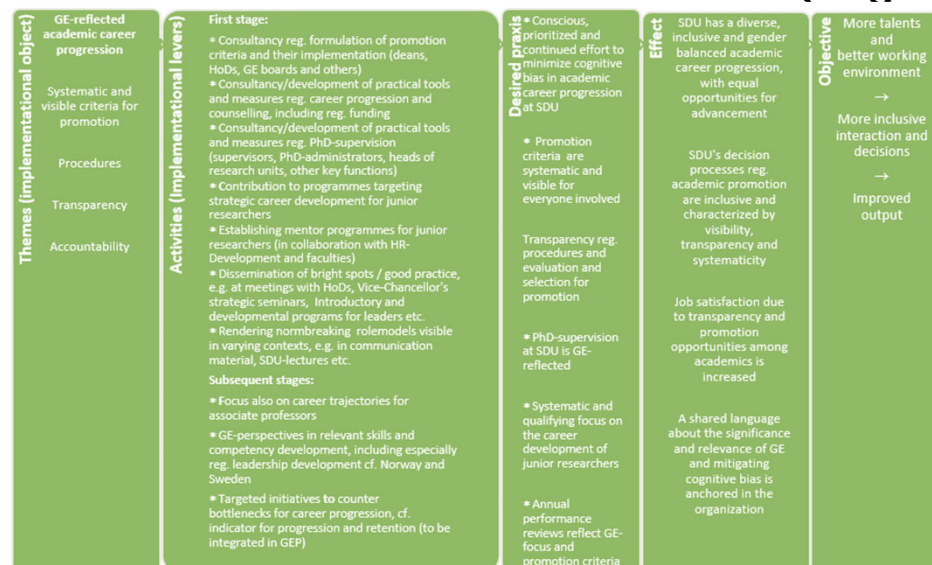 Themes (implementational object)
GE-reflected
academic career
progression
Systematic and
visible criteria for
promotion
Procedures
Transparency
Accountability
Activities (Implementational levels)
First stage:
* Consultancy reg. formulation of promotion
criteria and their implementation (deans,
HoDs, GE boards and others)
* Consultancy/development of practical tools
and measures reg. career progression and
counselling, including reg. funding
* Consultancy/development of practical tools
and measures reg. PhD-supervision
(supervisors, PhD-administrators, heads of
research units, other key functions)
* Contribution to programmes targeting
strategic career development for junior
researchers
* Establishing mentor programmes for junior
researchers (in collaboration with HR-
Development and faculties)
* Dissemination of bright spots / good practice,
e.g. at meetings with HoDs, Vice-Chancellor's
strategic seminars, Introductory and
developmental programs for leaders etc.
* Rendering normbreaking rolemodels visible
in varying contexts, e.g. in communication
material, SDU-lectures etc.
Subsequent stages:
* Focus also on career trajectories for
associate professors
* GE-perspectives in relevant skills and
competency development, including especially
reg. leadership development cf. Norway and
Sweden
* Targeted initiatives to counter
bottlenecks for career progression, cf.
indicator for progression and retention (to be
integrated in GEP)
Desired praxis
* Conscious,
prioritized and
continued effort to
minimize cognitive
bias in academic
career progression
at SDU
* Promotion
criteria are
systematic and
visible for
everyone involved
Transparency reg.
procedures and
evaluation and
selection for
promotion
* PhD-supervision
at SDU is GE-
reflected
* Systematic and
qualifying focus on
the career
development of
junior researchers
* Annual
performance
reviews reflect GE-
focus and
promotion criteria
Effect
SDU has a diverse,
inclusive and gender
balanced academic
career progression,
with equal
opportunities for
advancement
SDU's decision
processes reg.
academic promotion
are inclusive and
characterized by
visibility,
transparency and
systematicity
Job satisfaction due
to transparency and
promotion
opportunities among
academics is
increased
A shared language
about the significance
and relevance of GE
and mitigating
cognitive bias is
anchored in the
organization
Objective
More talents
and
better working
environment
→
More inclusive
interaction and
decisions
→
Improved
output